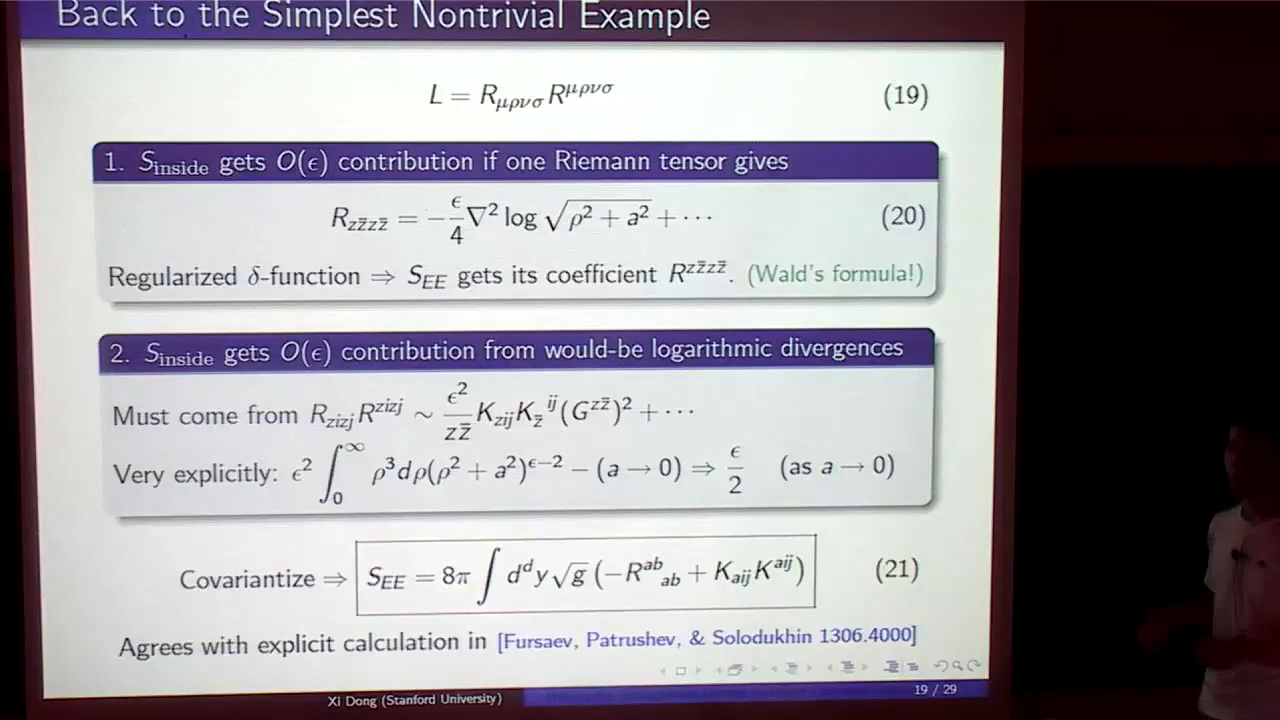 Back to the Simplest Nontrivial Example
L = R_{μρνσ} R^{μρνσ} (19)
1. S_inside gets O(ϵ) contribution if one Riemann tensor gives
R_{zz̄zz̄} = −ϵ/4 ∇² log √(ρ² + a²) + ⋯ (20)
Regularized δ-function ⇒ S_{EE} gets its coefficient R^{zz̄zz̄}. (Wald's formula!)
2. S_inside gets O(ϵ) contribution from would-be logarithmic divergences
Must come from R_{zizj}R^{zizj} ∼ ϵ²/(zz̄) K_{zij}K_{z̄}^{ij}(G^{zz̄})² + ⋯
Very explicitly: ϵ² ∫₀^∞ ρ³dρ(ρ² + a²)^{ϵ−2} − (a → 0) ⇒ ϵ/2 (as a → 0)
Covariantize ⇒ S_{EE} = 8π ∫ d^d y√g (−R^{ab}_{ab} + K_{aij}K^{aij}) (21)
Agrees with explicit calculation in [Fursaev, Patrushev, & Solodukhin 1306.4000]
Xi Dong (Stanford University)
19 / 29